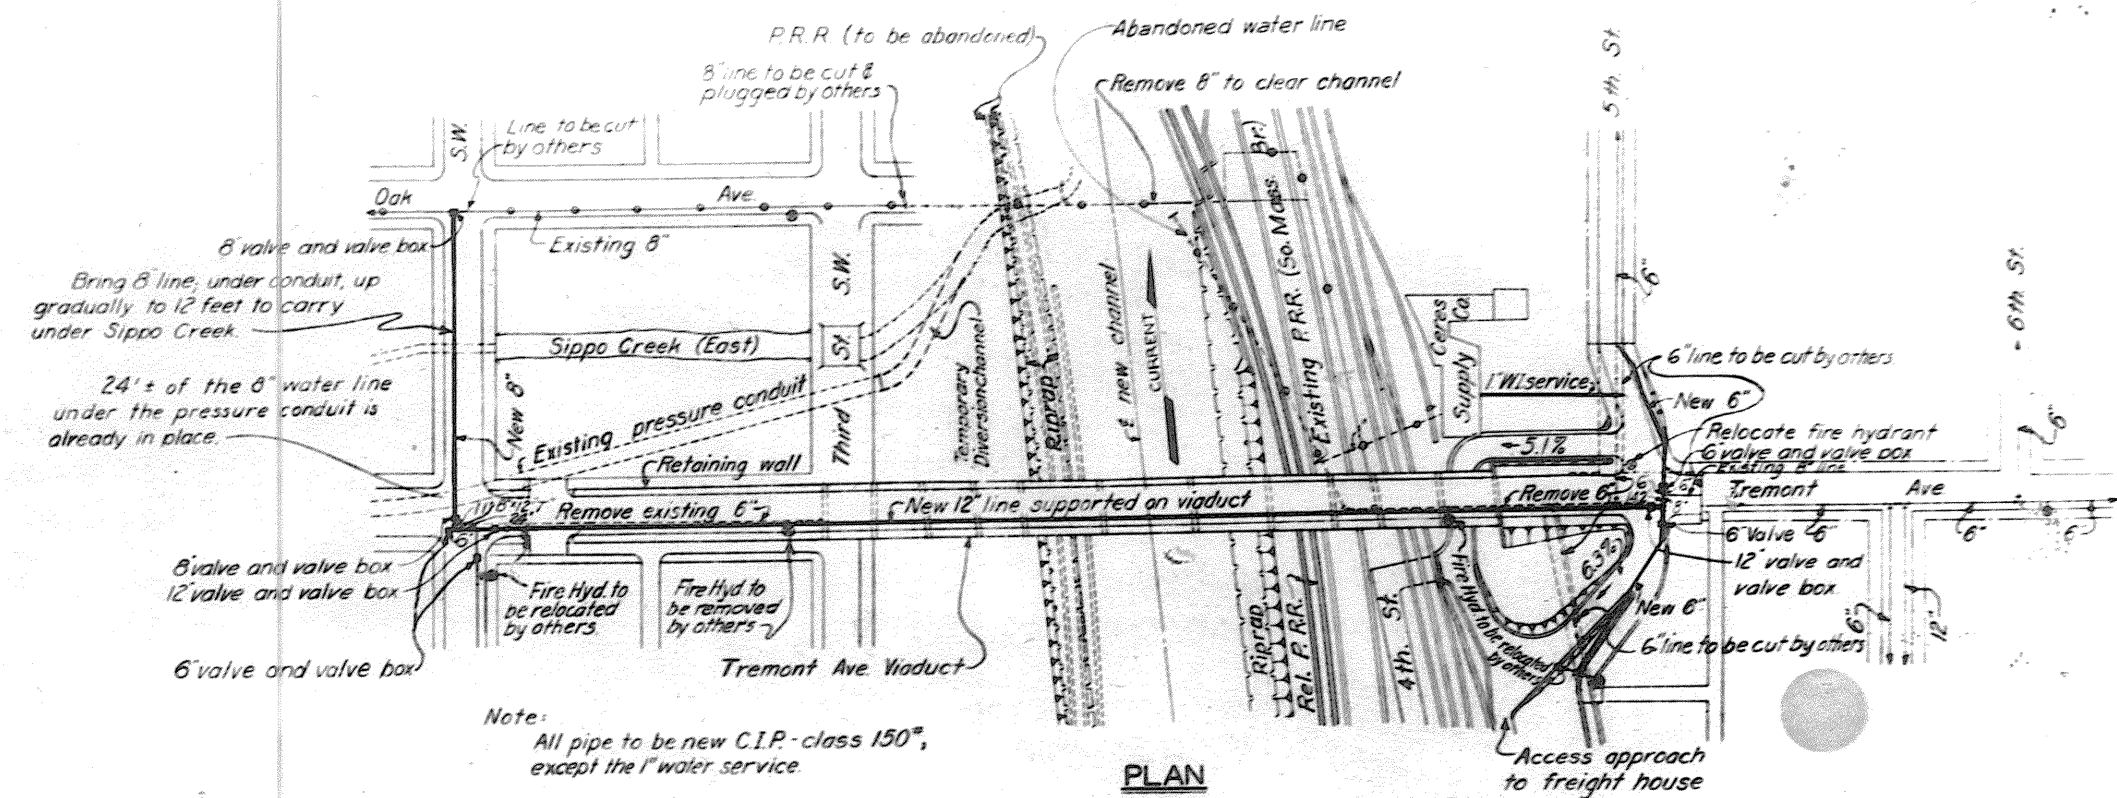 P.R.R. (to be abandoned)
Abandoned water line
8" line to be cut &
plugged by others
Remove 8" to clear channel
5th. St.
Line to be cut
by others
S.W.
Br.)
Oak
Ave.
8" valve and valve box
Existing 8"
S.W.
6"
6th St.
Bring 8" line, under conduit, up
gradually to 12 feet to carry
under Sippo Creek.
Sippo Creek (East)
St.
Temporary
Diversion channel
Riprap
℄ new channel
CURRENT
Existing P.R.R. (So. Mass.
Ceres
Co.
Supply
1" W.I. service
6" line to be cut by others
New 6"
24' ± of the 8" water line
under the pressure conduit is
already in place.
New 8"
Existing pressure conduit
Third
5.1%
Relocate fire hydrant
6" valve and valve box
Existing 8" line
6"
Retaining wall
Remove existing 6"
New 12" line supported on viaduct
Remove 6"
Tremont
Ave
8" valve and valve box
12" valve and valve box
Fire Hyd. to
be relocated
by others
Fire Hyd. to
be removed
by others
6" Valve
6"
6"
6"
12" valve and
valve box
6.3%
New 6"
6" line to be cut by others
6"
12"
6" valve and valve box
Tremont Ave. Viaduct
Riprap
Rel. P.R.R.
4th. St.
Fire Hyd. to be relocated
by others
Note:
All pipe to be new C.I.P. - class 150#,
except the 1" water service.
PLAN
Access approach
to freight house